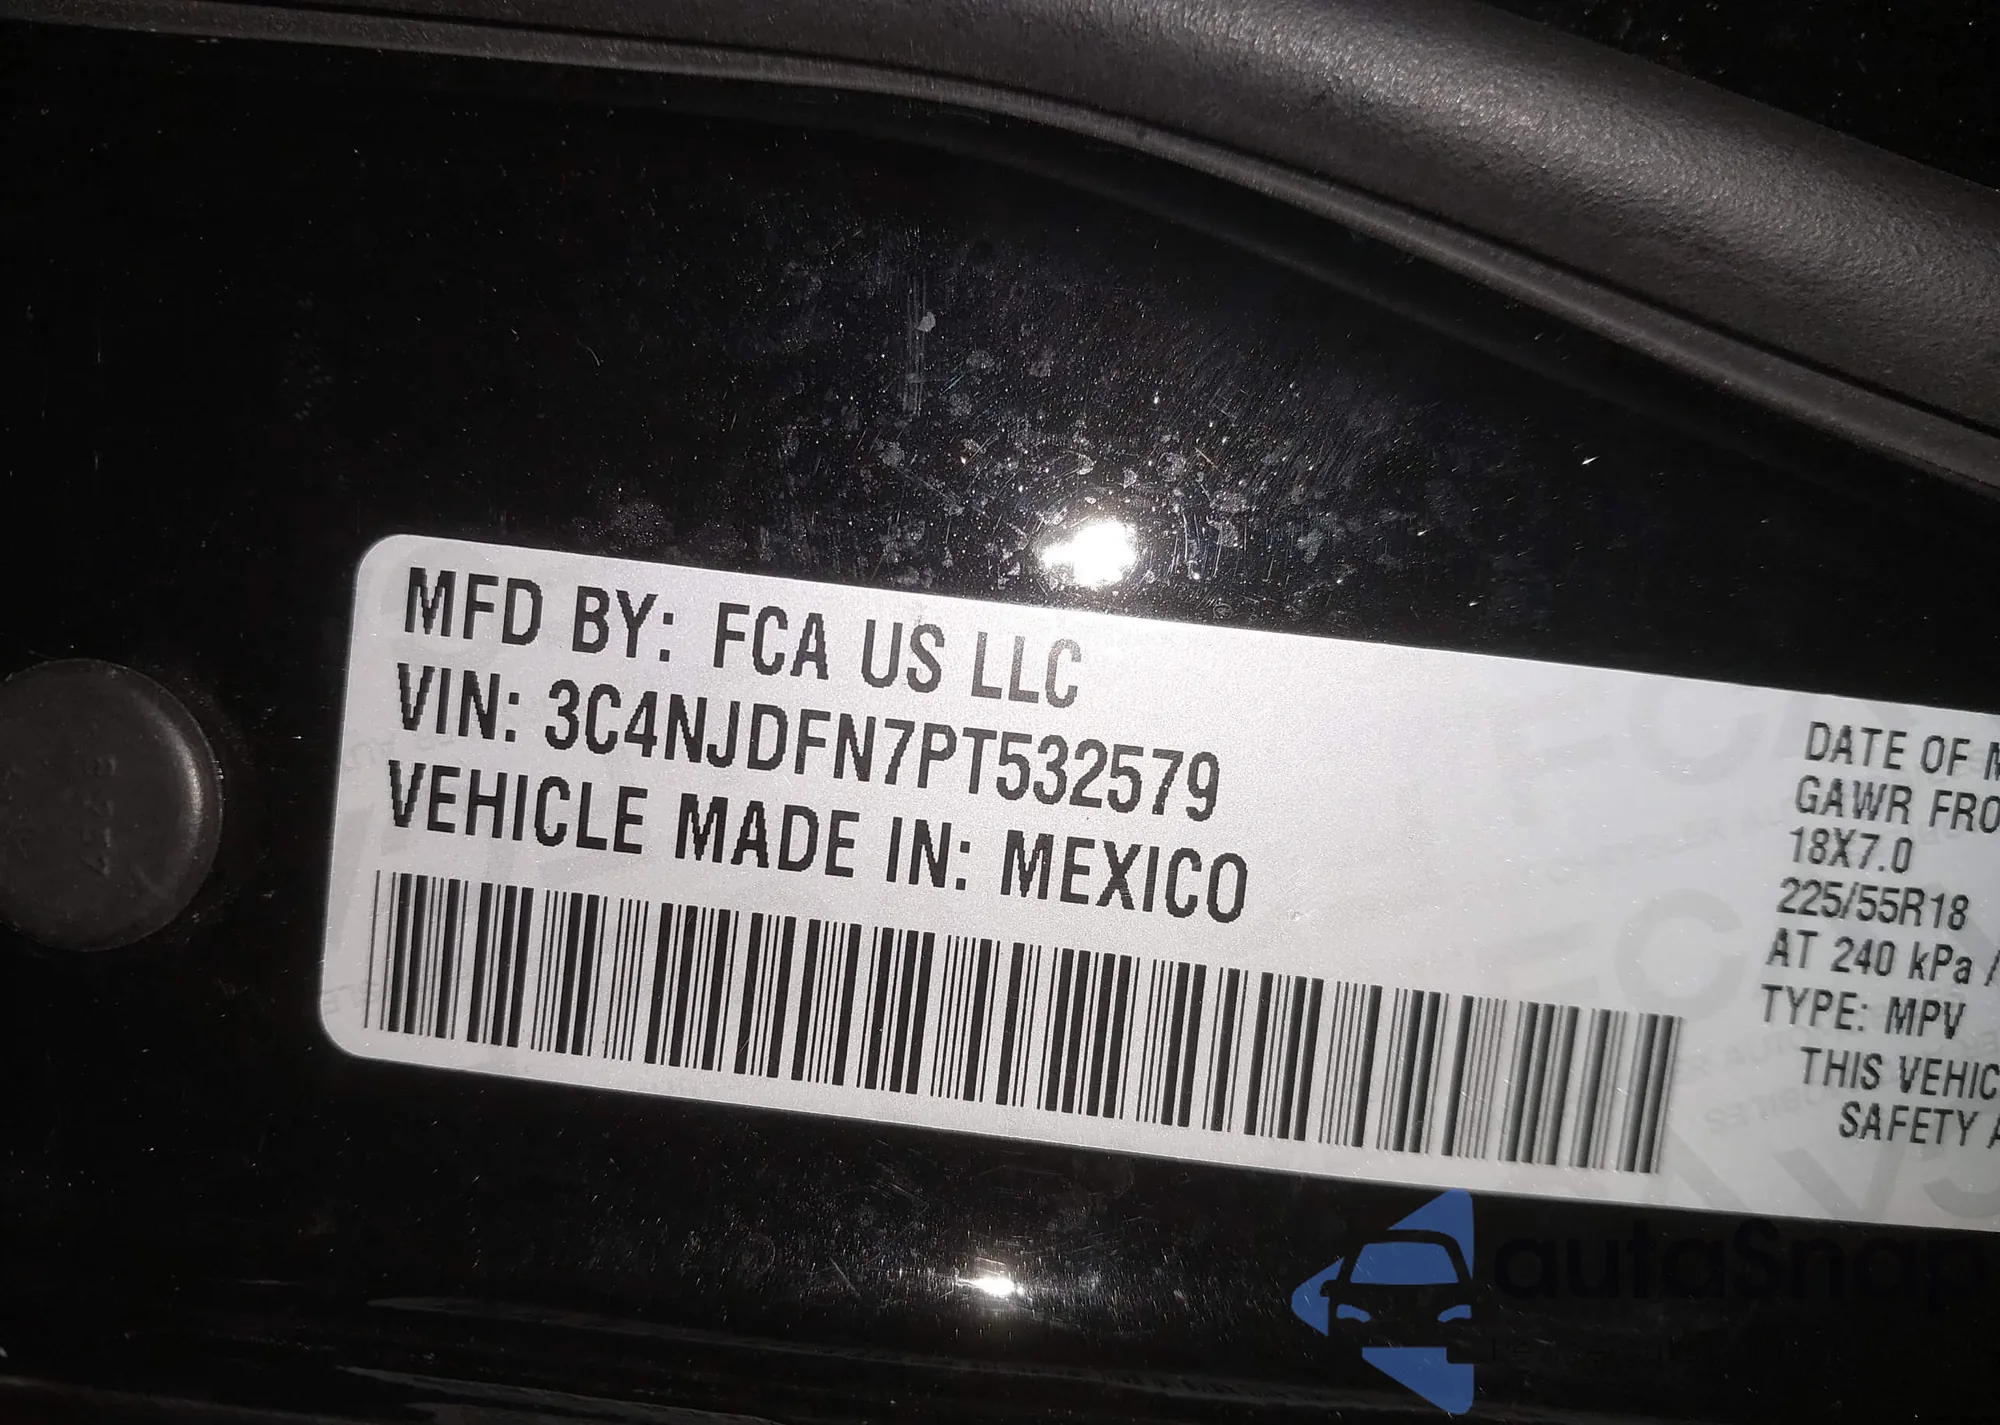 MFD BY: FCA US LLC
VIN: 3C4NJDFN7PT532579
VEHICLE MADE IN: MEXICO
DATE OF M
GAWR FRO
18X7.0
225/55R18
AT 240 kPa /
TYPE: MPV
THIS VEHIC
SAFETY A
autaSnap